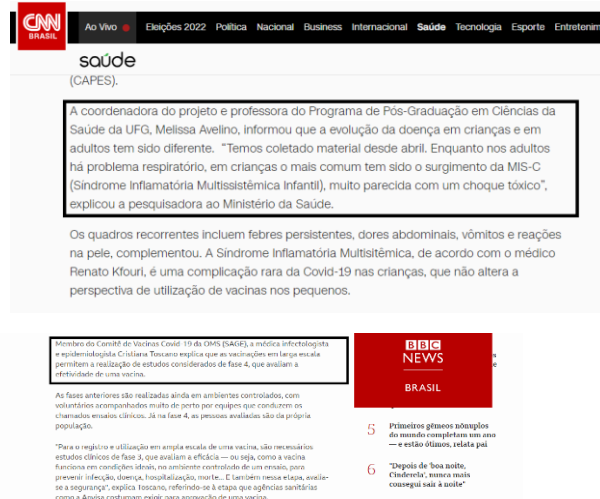 CNN
BRASIL
Ao Vivo Eleições 2022 Política Nacional Business Internacional Saúde Tecnologia Esporte Entretenim
saúde
(CAPES).
A coordenadora do projeto e professora do Programa de Pós-Graduação em Ciências da
Saúde da UFG, Melissa Avelino, informou que a evolução da doença em crianças e em
adultos tem sido diferente. “Temos coletado material desde abril. Enquanto nos adultos
há problema respiratório, em crianças o mais comum tem sido o surgimento da MIS-C
(Síndrome Inflamatória Multissistêmica Infantil), muito parecida com um choque tóxico”,
explicou a pesquisadora ao Ministério da Saúde.
Os quadros recorrentes incluem febres persistentes, dores abdominais, vômitos e reações
na pele, complementou. A Síndrome Inflamatória Multisitêmica, de acordo com o médico
Renato Kfouri, é uma complicação rara da Covid-19 nas crianças, que não altera a
perspectiva de utilização de vacinas nos pequenos.
Membro do Comitê de Vacinas Covid-19 da OMS (SAGE), a médica infectologista
e epidemiologista Cristiana Toscano explica que as vacinações em larga escala
permitem a realização de estudos considerados de fase 4, que avaliam a
efetividade de uma vacina.
As fases anteriores são realizadas ainda em ambientes controlados, com
voluntários acompanhados muito de perto por equipes que conduzem os
chamados ensaios clínicos. Já na fase 4, as pessoas avaliadas são da própria
população.
"Para o registro e utilização em ampla escala de uma vacina, são necessários
estudos clínicos de fase 3, que avaliam a eficácia — ou seja, como a vacina
funciona em condições ideais, no ambiente controlado de um ensaio, para
prevenir infecção, doença, hospitalização, morte... E também nessa etapa, avalia-
se a segurança", explica Toscano, referindo-se à etapa que agências sanitárias
como a Anvisa costumam exigir para aprovação de uma vacina.
BBC
NEWS
BRASIL
5 Primeiros gêmeos nônuplos
do mundo completam um ano
— e estão ótimos, relata pai
6 "Depois de 'boa noite,
Cinderela', nunca mais
consegui sair à noite"